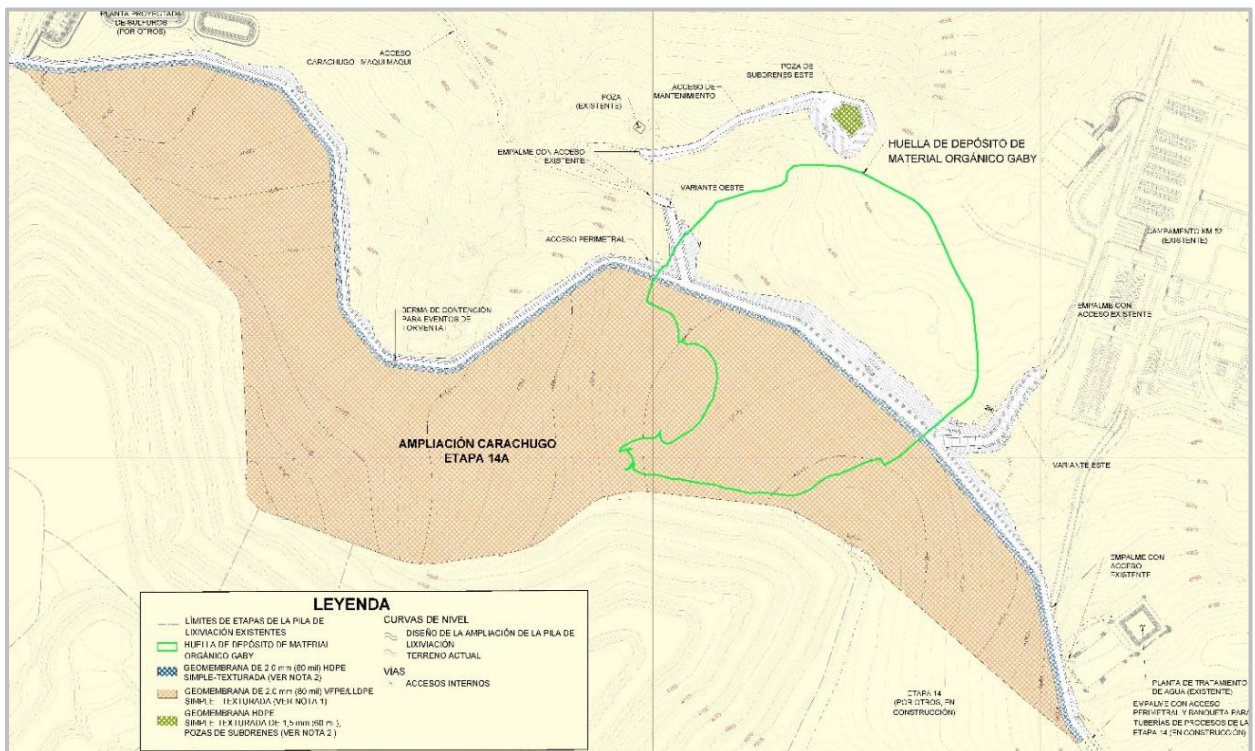 PLANTA PROYECTADA
DE SULFUROS
(POR OTROS)
ACCESO
CARACHUGO - MAQUI MAQUI
POZA DE
SUBDRENES ESTE
ACCESO DE
MANTENIMIENTO
POZA
(EXISTENTE)
EMPALME CON ACCESO
EXISTENTE
HUELLA DE DEPÓSITO DE
MATERIAL ORGÁNICO GABY
VARIANTE OESTE
ACCESO PERIMETRAL
CAMPAMENTO KM 52
(EXISTENTE)
BERMA DE CONTENCIÓN
PARA EVENTOS DE
TORMENTA
EMPALME CON
ACCESO EXISTENTE
AMPLIACIÓN CARACHUGO
ETAPA 14A
VARIANTE ESTE
EMPALME CON
ACCESO
EXISTENTE
ETAPA 14
(POR OTROS, EN
CONSTRUCCIÓN)
PLANTA DE TRATAMIENTO
DE AGUA (EXISTENTE)
EMPALME CON ACCESO
PERIMETRAL Y BANQUETA PARA
TUBERÍAS DE PROCESOS DE LA
ETAPA 14 (EN CONSTRUCCIÓN)
LEYENDA
LÍMITES DE ETAPAS DE LA PILA DE
LIXIVIACIÓN EXISTENTES
HUELLA DE DEPÓSITO DE MATERIAL
ORGÁNICO GABY
GEOMEMBRANA DE 2.0 mm (80 mil) HDPE
SIMPLE-TEXTURADA (VER NOTA 2)
GEOMEMBRANA DE 2.0 mm (80 mil) VFPE/LLDPE
SIMPLE - TEXTURADA (VER NOTA 1)
GEOMEMBRANA HDPE
SIMPLE TEXTURADA DE 1,5 mm (60 mil),
POZAS DE SUBDRENES (VER NOTA 2)
CURVAS DE NIVEL
DISEÑO DE LA AMPLIACIÓN DE LA PILA DE
LIXIVIACIÓN
TERRENO ACTUAL
VÍAS
ACCESOS INTERNOS